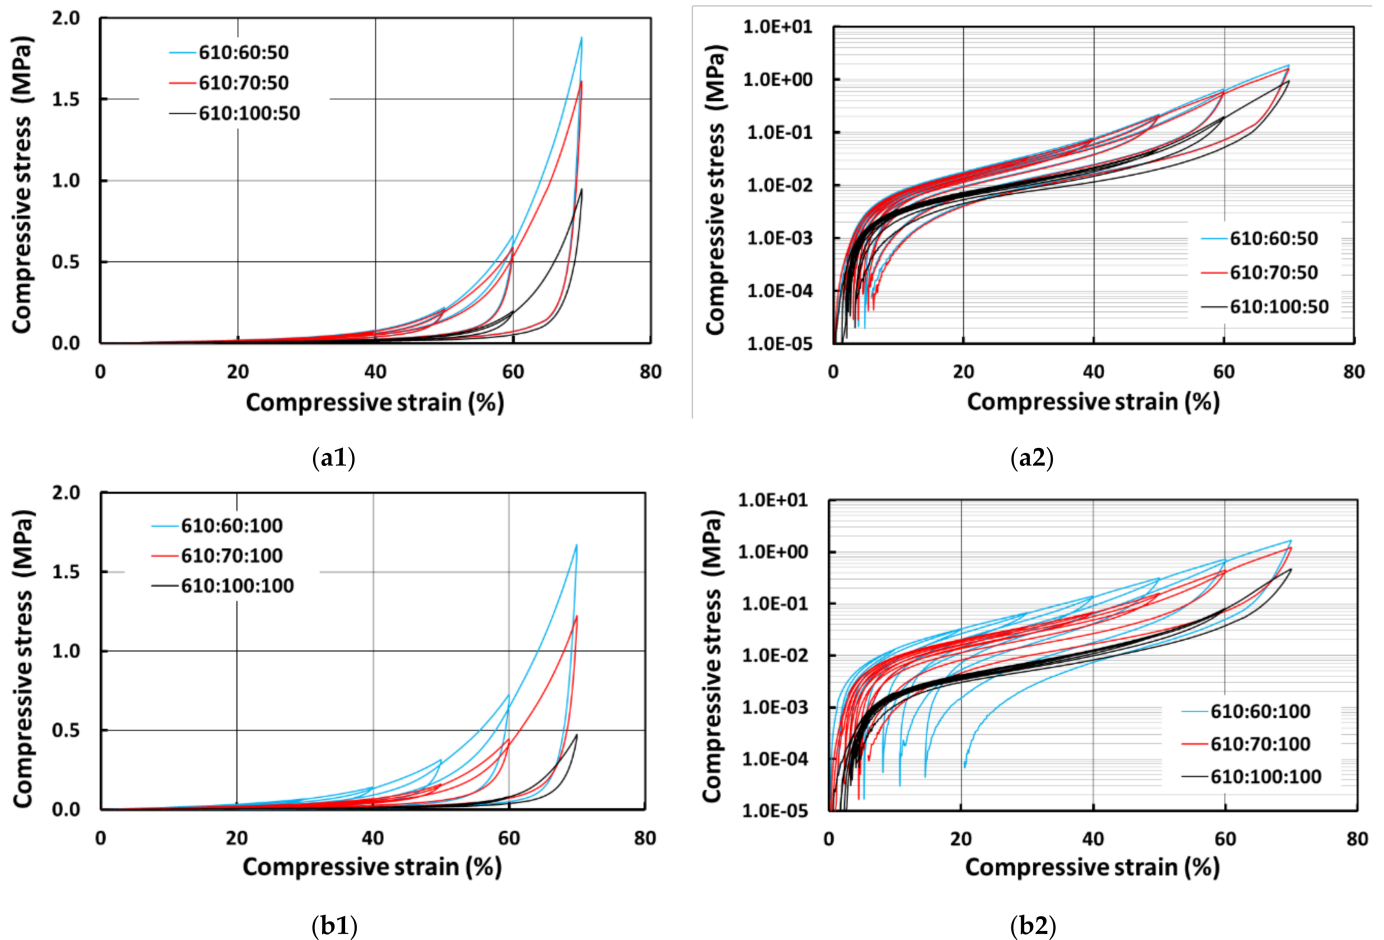 2.0
1.5
1.0
0.5
0.0
0 20 40 60 80
Compressive stress (MPa)
Compressive strain (%)
610:60:50
610:70:50
610:100:50
(a1)
1.0E+01
1.0E+00
1.0E-01
1.0E-02
1.0E-03
1.0E-04
1.0E-05
0 20 40 60 80
Compressive stress (MPa)
Compressive strain (%)
610:60:50
610:70:50
610:100:50
(a2)
2.0
1.5
1.0
0.5
0.0
0 20 40 60 80
Compressive stress (MPa)
Compressive strain (%)
610:60:100
610:70:100
610:100:100
(b1)
1.0E+01
1.0E+00
1.0E-01
1.0E-02
1.0E-03
1.0E-04
1.0E-05
0 20 40 60 80
Compressive stress (MPa)
Compressive strain (%)
610:60:100
610:70:100
610:100:100
(b2)